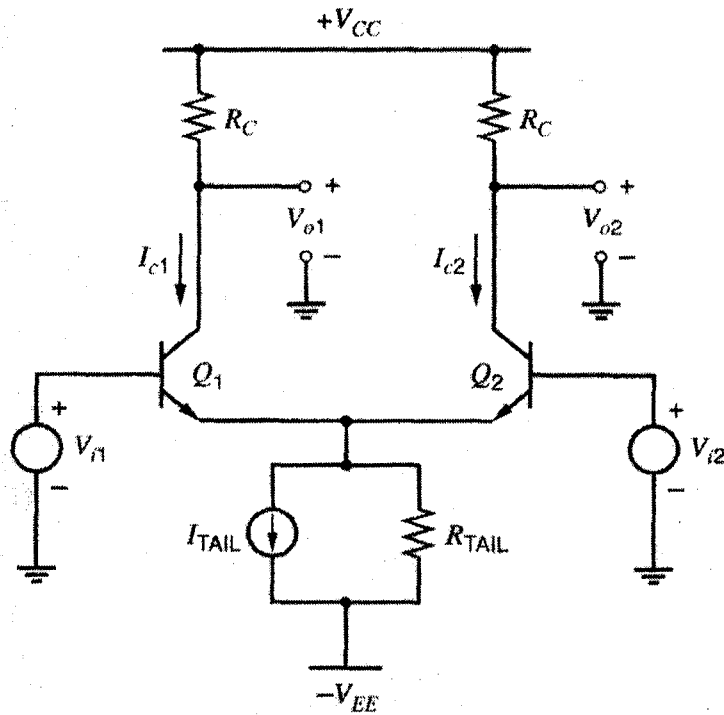 +V_CC
R_C
R_C
+
V_o1
−
+
V_o2
−
I_c1
I_c2
Q_1
Q_2
+
V_i1
−
+
V_i2
−
I_TAIL
R_TAIL
−V_EE